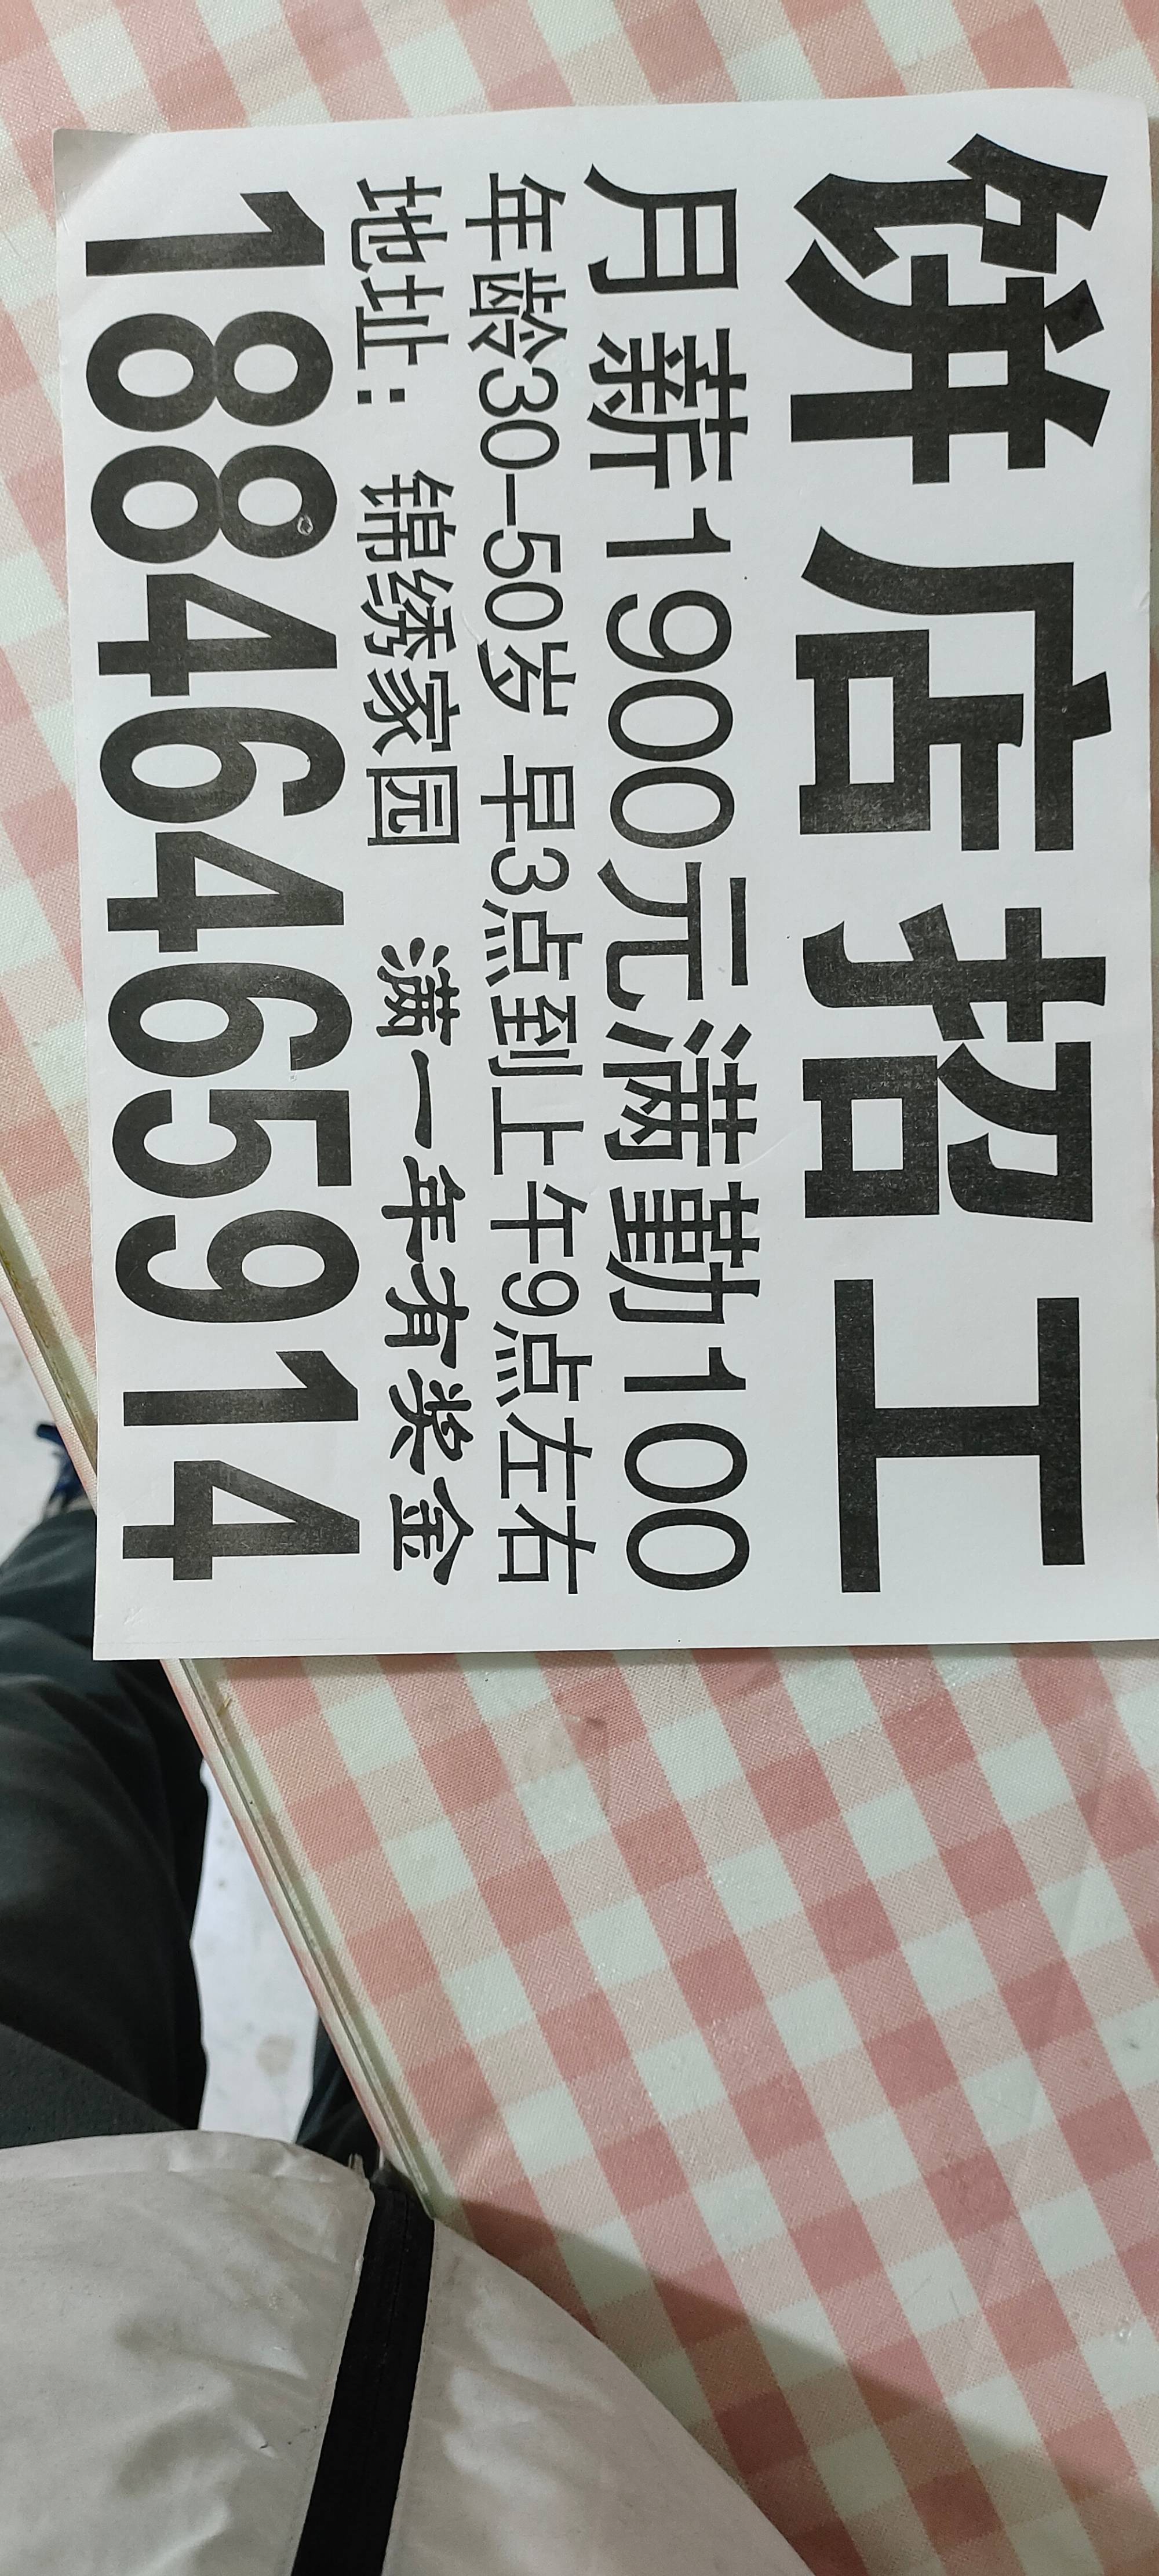 饼店招工
月薪1900元满勤100
年龄30—50岁 早3点到上午9点左右
地址：锦绣家园 满一年有奖金
18846465914